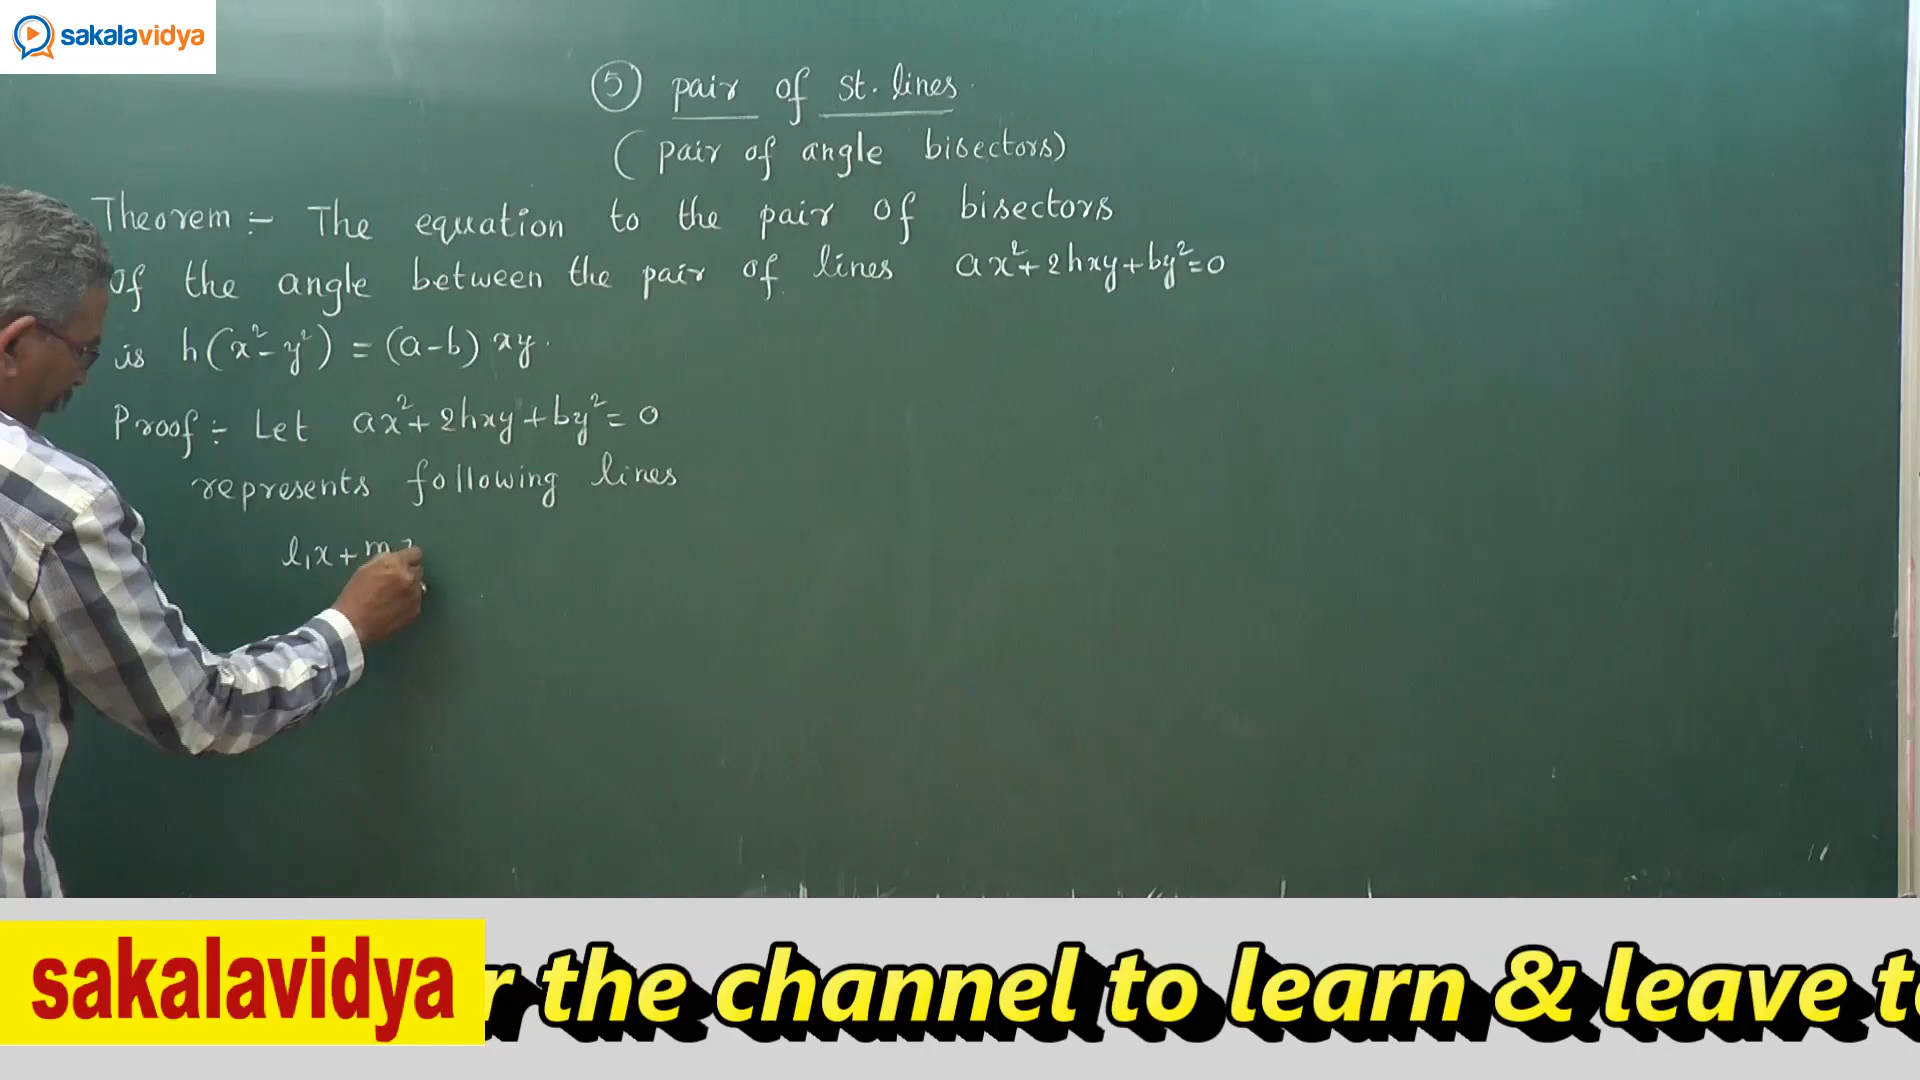 sakalavidya
⑤ pair of st. lines.
(pair of angle bisectors)
Theorem :- The equation to the pair of bisectors
of the angle between the pair of lines ax²+2hxy+by²=0
is h(x²-y²) = (a-b) xy.
Proof :- Let ax²+2hxy+by²=0
represents following lines
l₁x + m
sakalavidya
r the channel to learn & leave t